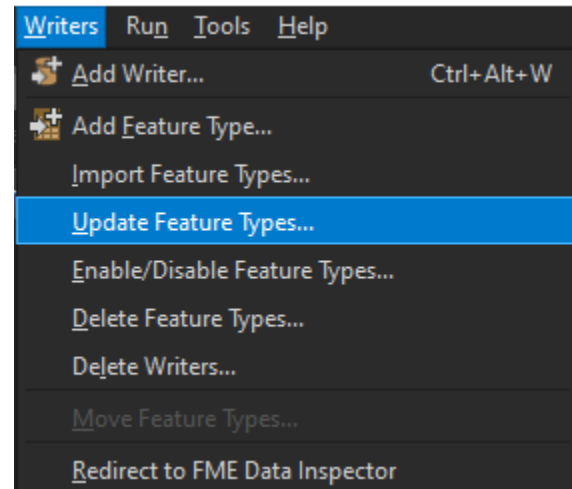 Writers Run Tools Help
Add Writer... Ctrl+Alt+W
Add Feature Type...
Import Feature Types...
Update Feature Types...
Enable/Disable Feature Types...
Delete Feature Types...
Delete Writers...
Move Feature Types...
Redirect to FME Data Inspector